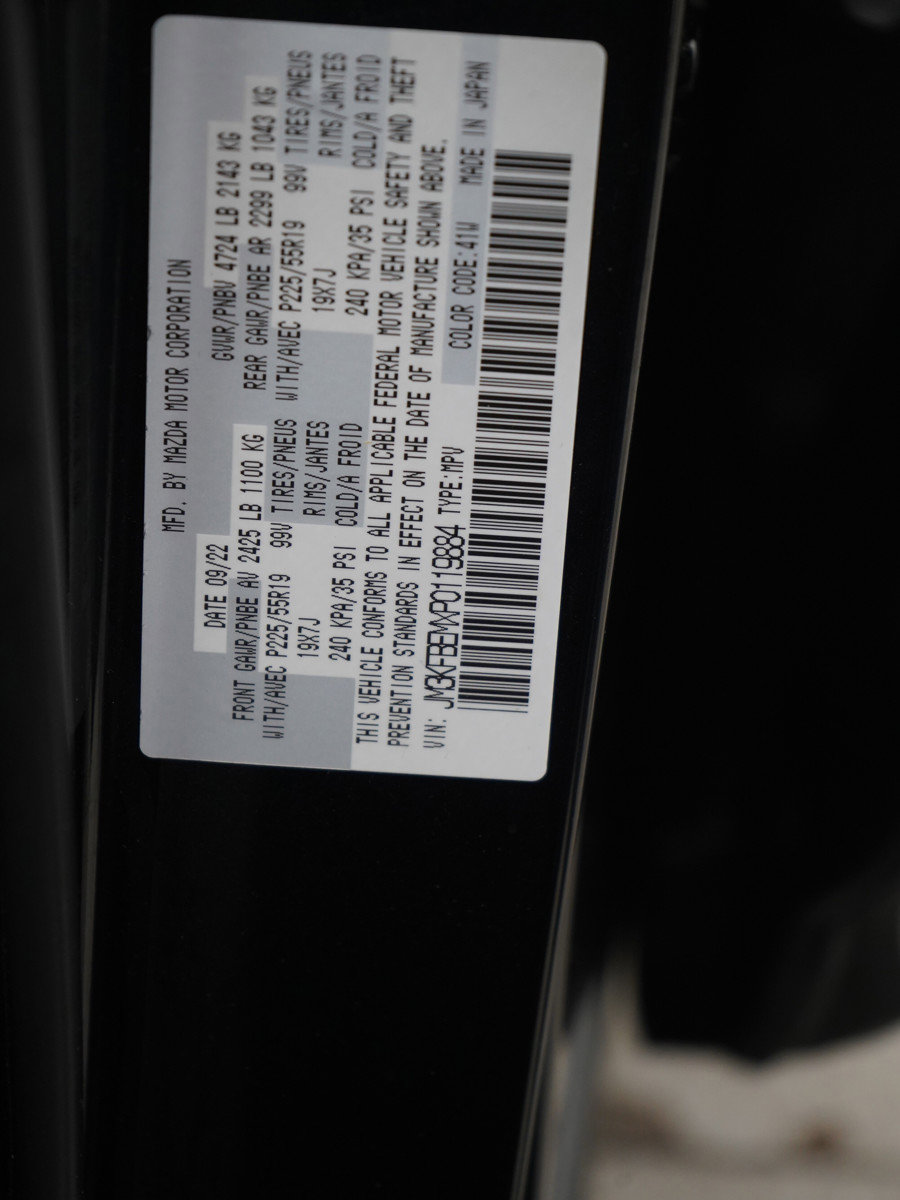 MFD. BY MAZDA MOTOR CORPORATION
DATE 09/22 GVWR/PNBV 4724 LB 2143 KG
FRONT GAWR/PNBE AV 2425 LB 1100 KG REAR GAWR/PNBE AR 2299 LB 1043 KG
WITH/AVEC P225/55R19 99V TIRES/PNEUS WITH/AVEC P225/55R19 99V TIRES/PNEUS
19X7J RIMS/JANTES 19X7J RIMS/JANTES
240 KPA/35 PSI COLD/A FROID 240 KPA/35 PSI COLD/A FROID
THIS VEHICLE CONFORMS TO ALL APPLICABLE FEDERAL MOTOR VEHICLE SAFETY AND THEFT
PREVENTION STANDARDS IN EFFECT ON THE DATE OF MANUFACTURE SHOWN ABOVE.
VIN: JM3KFBEMXP0119884 TYPE:MPV COLOR CODE:41W MADE IN JAPAN